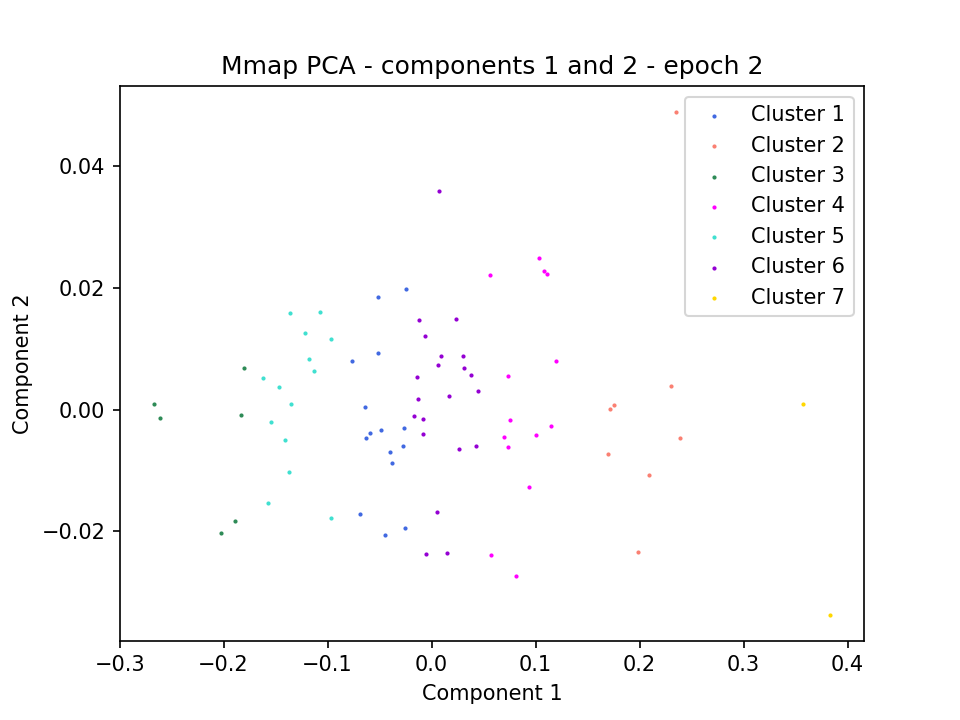 Mmap PCA - components 1 and 2 - epoch 2
Cluster 1
Cluster 2
Cluster 3
Cluster 4
Cluster 5
Cluster 6
Cluster 7
0.04
0.02
0.00
−0.02
Component 2
−0.3
−0.2
−0.1
0.0
0.1
0.2
0.3
0.4
Component 1